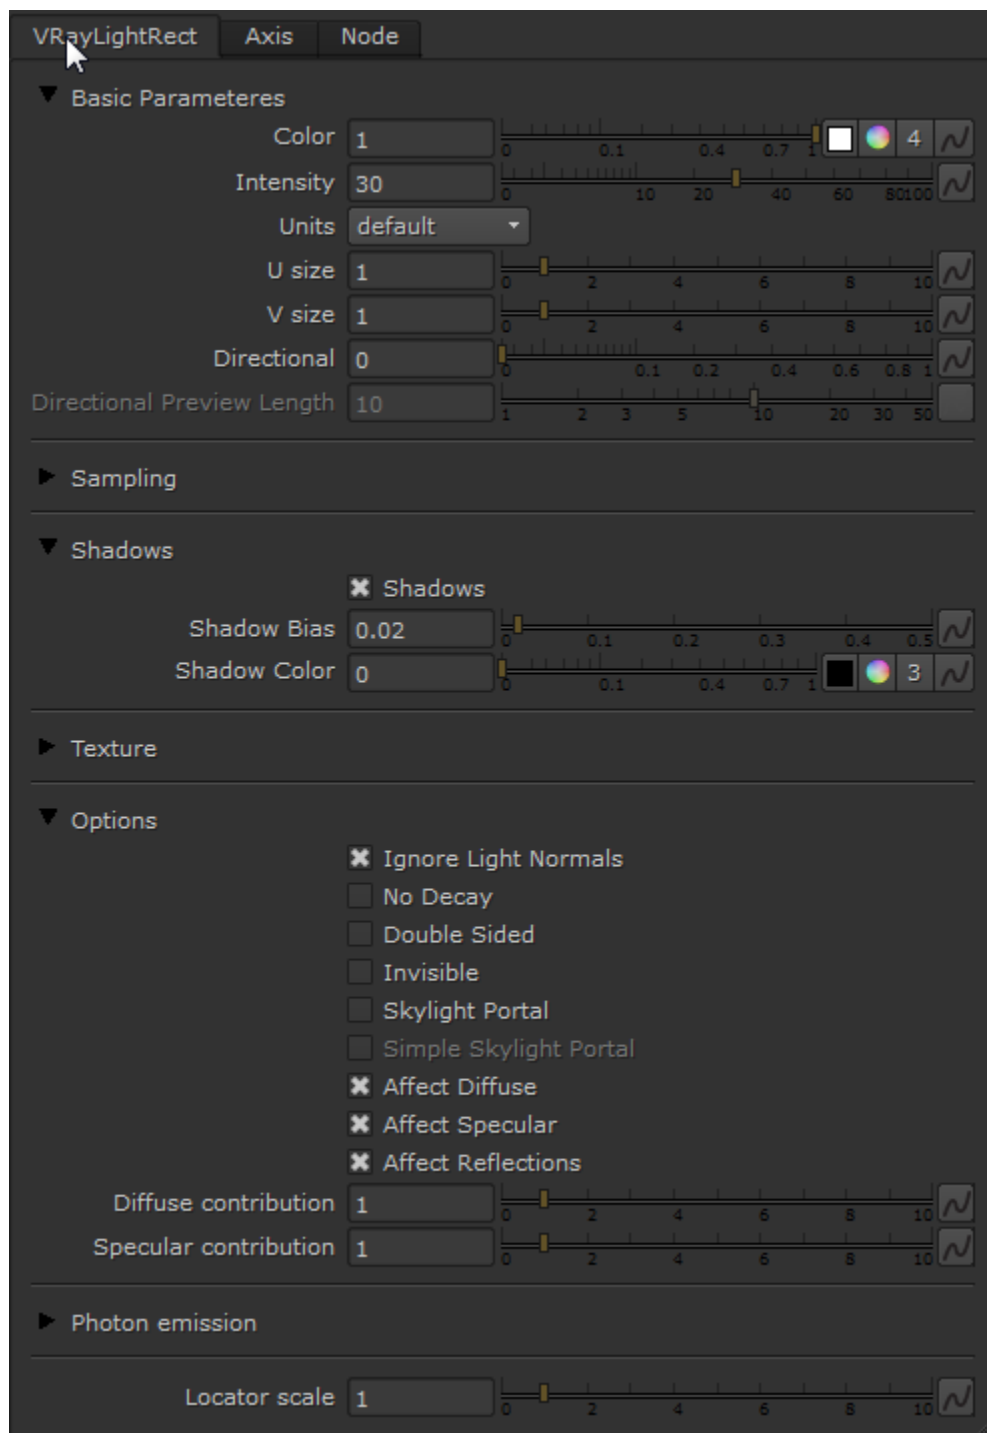 VRayLightRect Axis Node
Basic Parameteres
Color 1 0 0.1 0.4 0.7 1 4
Intensity 30 0 10 20 40 60 80 100
Units default
U size 1 0 2 4 6 8 10
V size 1 0 2 4 6 8 10
Directional 0 0 0.1 0.2 0.4 0.6 0.8 1
Directional Preview Length 10 1 2 3 5 10 20 30 50
Sampling
Shadows
Shadows
Shadow Bias 0.02 0 0.1 0.2 0.3 0.4 0.5
Shadow Color 0 0 0.1 0.4 0.7 1 3
Texture
Options
Ignore Light Normals
No Decay
Double Sided
Invisible
Skylight Portal
Simple Skylight Portal
Affect Diffuse
Affect Specular
Affect Reflections
Diffuse contribution 1 0 2 4 6 8 10
Specular contribution 1 0 2 4 6 8 10
Photon emission
Locator scale 1 0 2 4 6 8 10